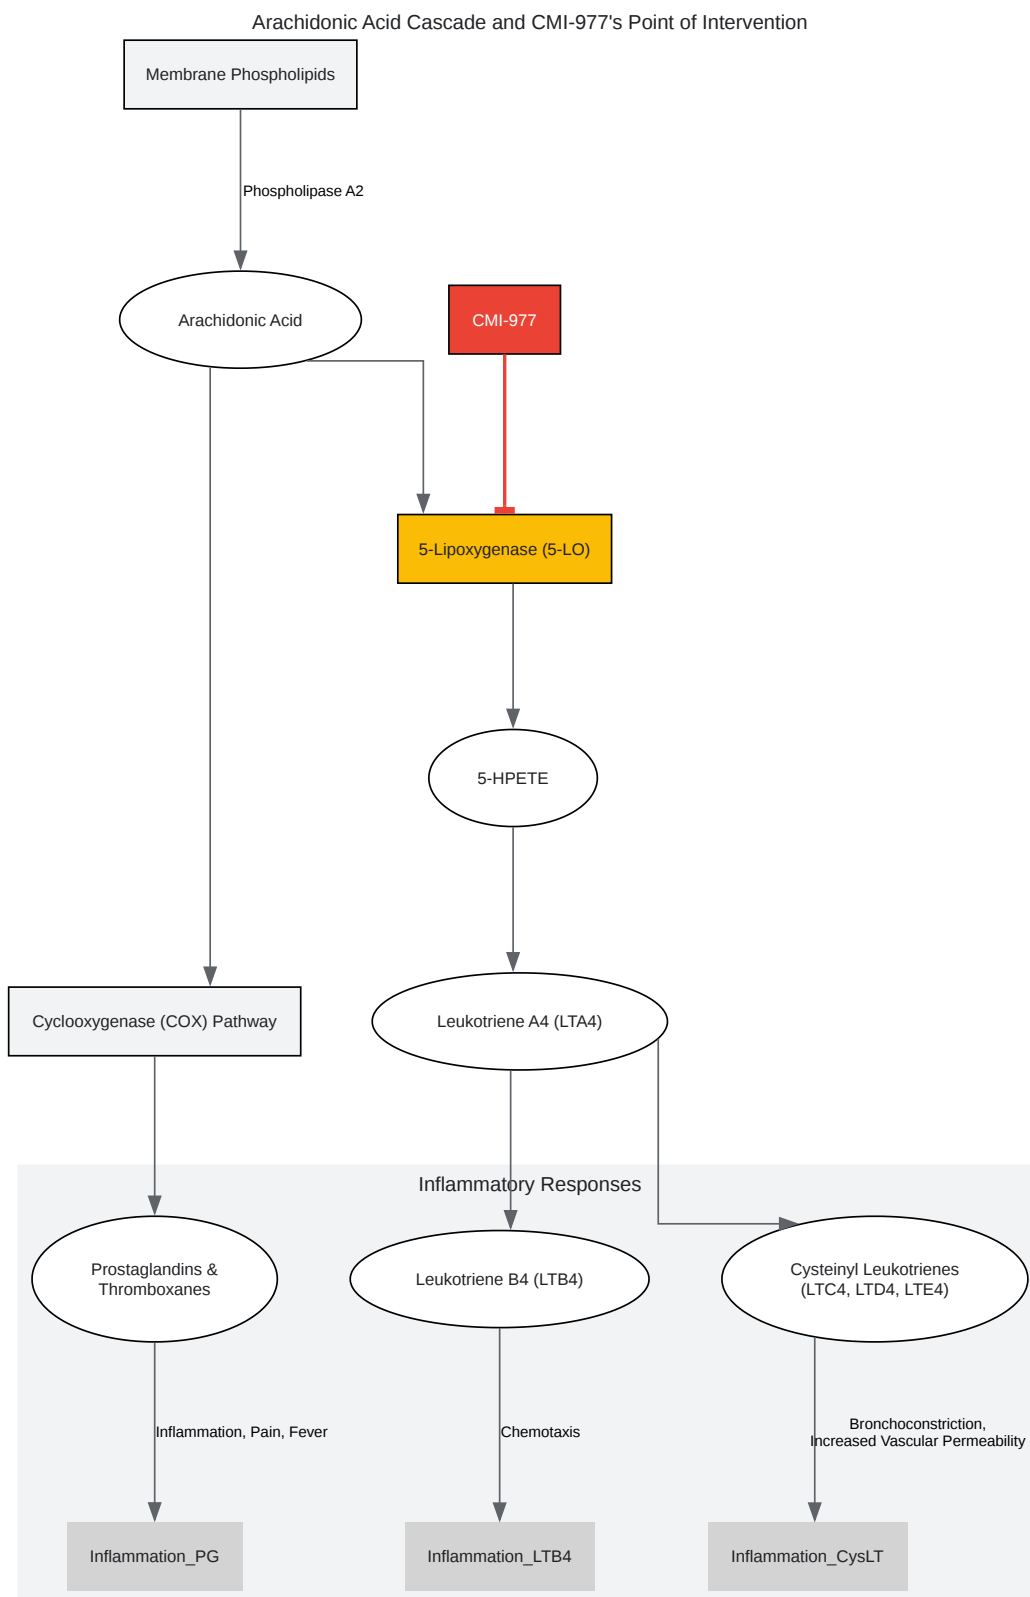 Arachidonic Acid Cascade and CMI-977's Point of Intervention
Membrane Phospholipids
Phospholipase A2
Arachidonic Acid
CMI-977
5-Lipoxygenase (5-LO)
5-HPETE
Cyclooxygenase (COX) Pathway
Leukotriene A4 (LTA4)
Inflammatory Responses
Prostaglandins &
Thromboxanes
Leukotriene B4 (LTB4)
Cysteinyl Leukotrienes
(LTC4, LTD4, LTE4)
Inflammation, Pain, Fever
Chemotaxis
Bronchoconstriction,
Increased Vascular Permeability
Inflammation_PG
Inflammation_LTB4
Inflammation_CysLT